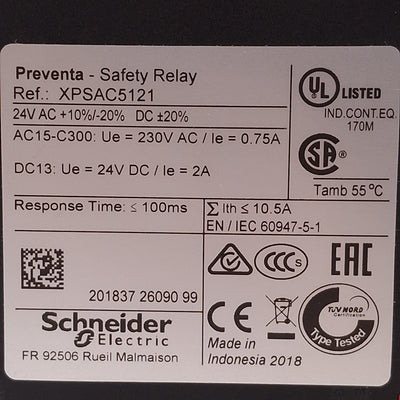 Preventa - Safety Relay
Ref.: XPSAC5121
24V AC +10%/-20% DC ±20%
AC15-C300: Ue = 230V AC / Ie = 0.75A
DC13: Ue = 24V DC / Ie = 2A
UL LISTED
IND.CONT.EQ.
170M
SA
Tamb 55°C
Response Time: ≤ 100ms
∑ Ith ≤ 10.5A
EN / IEC 60947-5-1
CCC S
EAC
201837 26090 99
Schneider
Electric
FR 92506 Rueil Malmaison
CE
Made in
Indonesia 2018
TÜV NORD
Certification
Type Tested